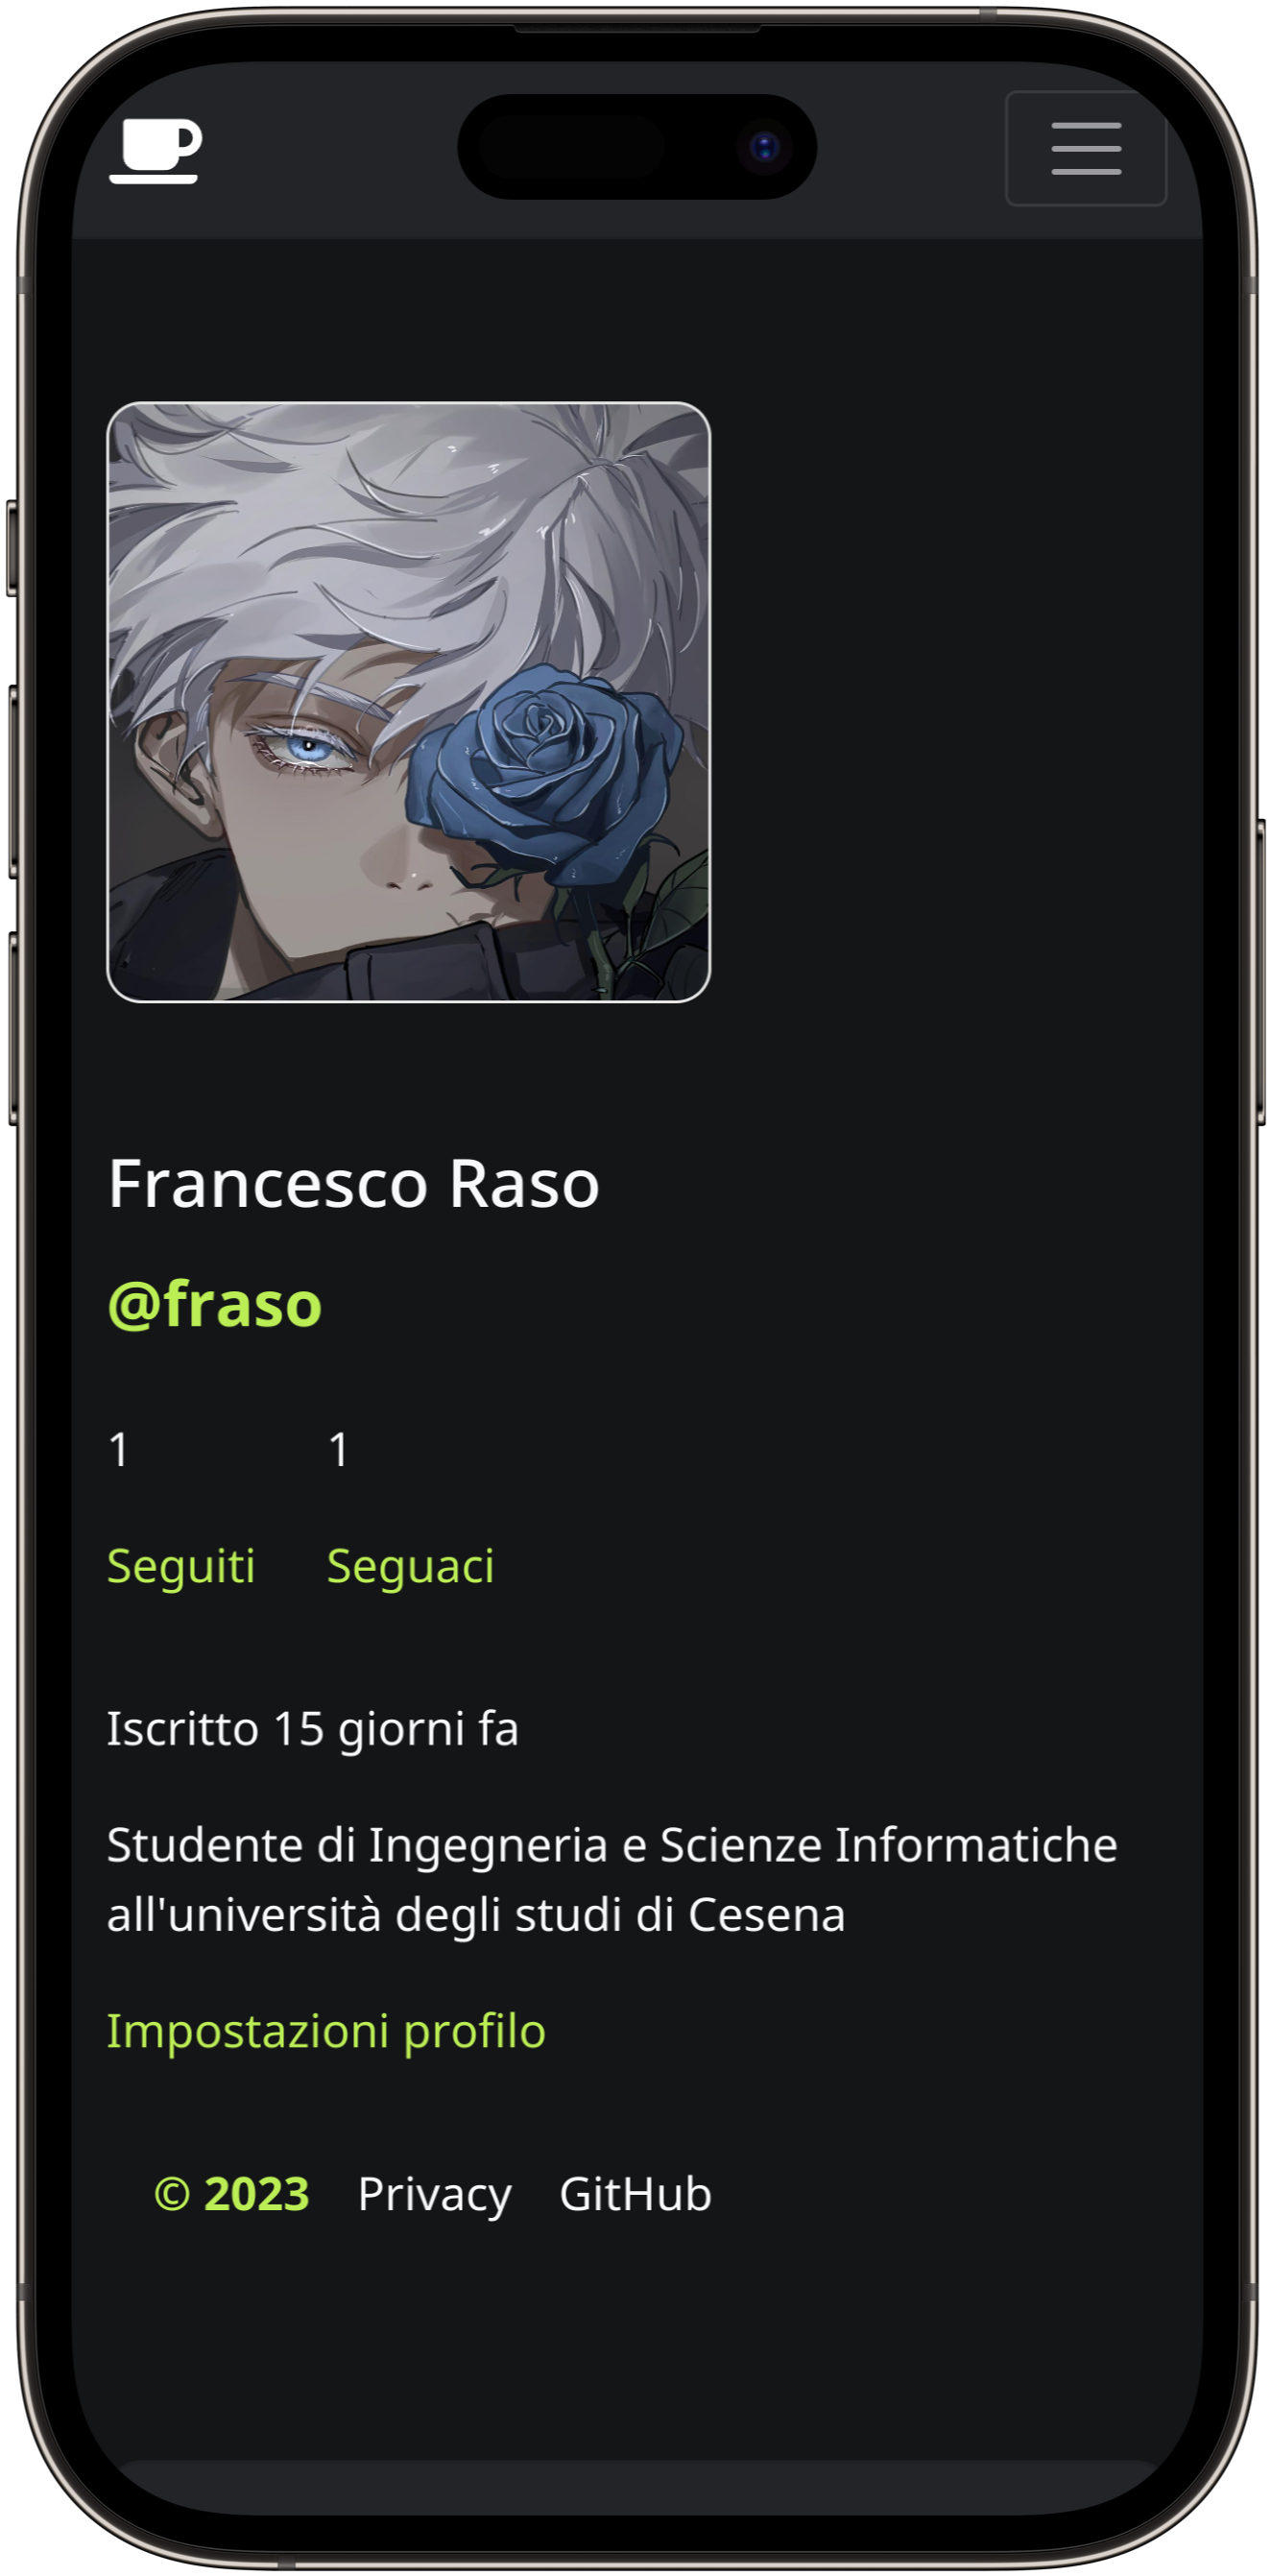 Francesco Raso
@fraso
1 1
Seguiti Seguaci
Iscritto 15 giorni fa
Studente di Ingegneria e Scienze Informatiche
all'università degli studi di Cesena
Impostazioni profilo
© 2023 Privacy GitHub